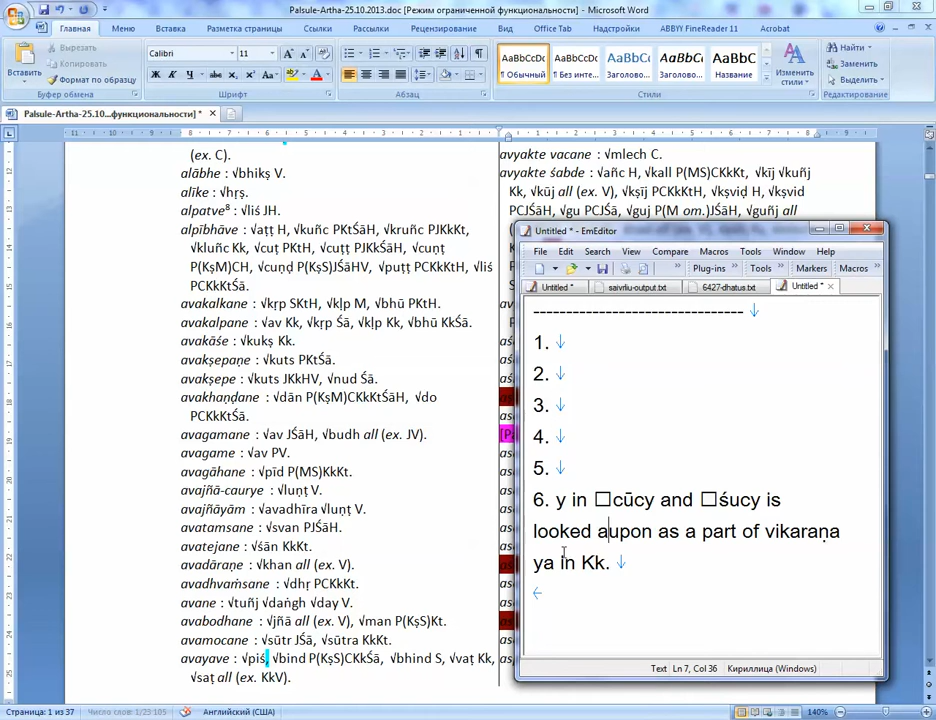 Palsule-Artha-25.10.2013.doc [Режим ограниченной функциональности] - Microsoft Word
Главная Меню Вставка Разметка страницы Ссылки Рассылки Рецензирование Вид Office Tab Надстройки ABBYY FineReader 11 Acrobat
Вставить
Вырезать
Копировать
Формат по образцу
Буфер обмена
Calibri 11
Ж К Ч
Шрифт
Абзац
АаBbCc АаBbCc АаBbC АаBbCc АаBbC
¶ Обычный ¶ Без инте... Заголово... Заголово... Название
Стили
Изменить стили
Найти
Заменить
Выделить
Редактирование
Palsule-Artha-25.10....функциональности] *
(ex. C).
alābhe : √bhikṣ V.
alīke : √hṛṣ.
alpatve⁸ : √liś JH.
alpībhāve : √aṭṭ H, √kuñc PKtŚāH, √kruñc PKtJH,
√kluñc Kk, √cuṭ PKtH, √cuṭṭ PJKkŚāH, √cuṇṭ
P(KṣM)CH, √cuṇḍ P(KṣS)JŚāHV, √puṭṭ PCKkKtH, √liś
PCKkKtŚā.
avakalkane : √kṛp SKtH, √kḷp M, √bhū PKtH.
avakalpane : √av Kk, √kṛp Śā, √kḷp Kk, √bhū KkŚā.
avakāśe : √kukṣ Kk.
avakṣepaṇe : √kuts PKtŚā.
avakṣepe : √kuts JKkHV, √nud Śā.
avakhaṇḍane : √dān P(KṣM)CKkKtŚāH, √do
PCKkKtŚā.
avagamane : √av JŚāH, √budh all (ex. JV).
avagame : √av PV.
avagāhane : √pīḍ P(MS)KkKt.
avajñā-caurye : √luṇṭ V.
avajñāyām : √avadhīra √luṇṭ V.
avatamsane : √svan PJŚāH.
avatejane : √śān KkKt.
avadāraṇe : √khan all (ex. V).
avadhvaṁsane : √dhṛ PCKkKt.
avane : √tuñj √daṅgh √day V.
avabodhane : √jñā all (ex. V), √man P(KṣS)Kt.
avamocane : √sūtr JŚā, √sūtra KkKt.
avayave : √piś, √bind P(KṣS)CKkŚā, √bhind S, √vaṭ Kk,
√saṭ all (ex. KkV).
avyakte vacane : √mlech C.
avyakte śabde : √añc H, √kall P(MS)CKkKt, √kīj √kuñj
Kk, √kūj all (ex. V), √kṣīj PCKkKtH, √kṣviḍ H, √kṣvid
PCJŚāH, √gu PCJŚā, √guj P(M om.)JŚāH, √guñj all
Untitled * - EmEditor
File Edit Search View Compare Macros Tools Window Help
Plug-ins Tools Markers Macros
Untitled * saivrliu-output.txt 6427-dhatus.txt Untitled *
--------------------------------
1.
2.
3.
4.
5.
6. y in □cūcy and □śucy is
looked aupon as a part of vikaraṇa
ya in Kk.
Text Ln 7, Col 36 Кириллица (Windows)
Страница: 1 из 37 Число слов: 23 105 Английский (США) 140%